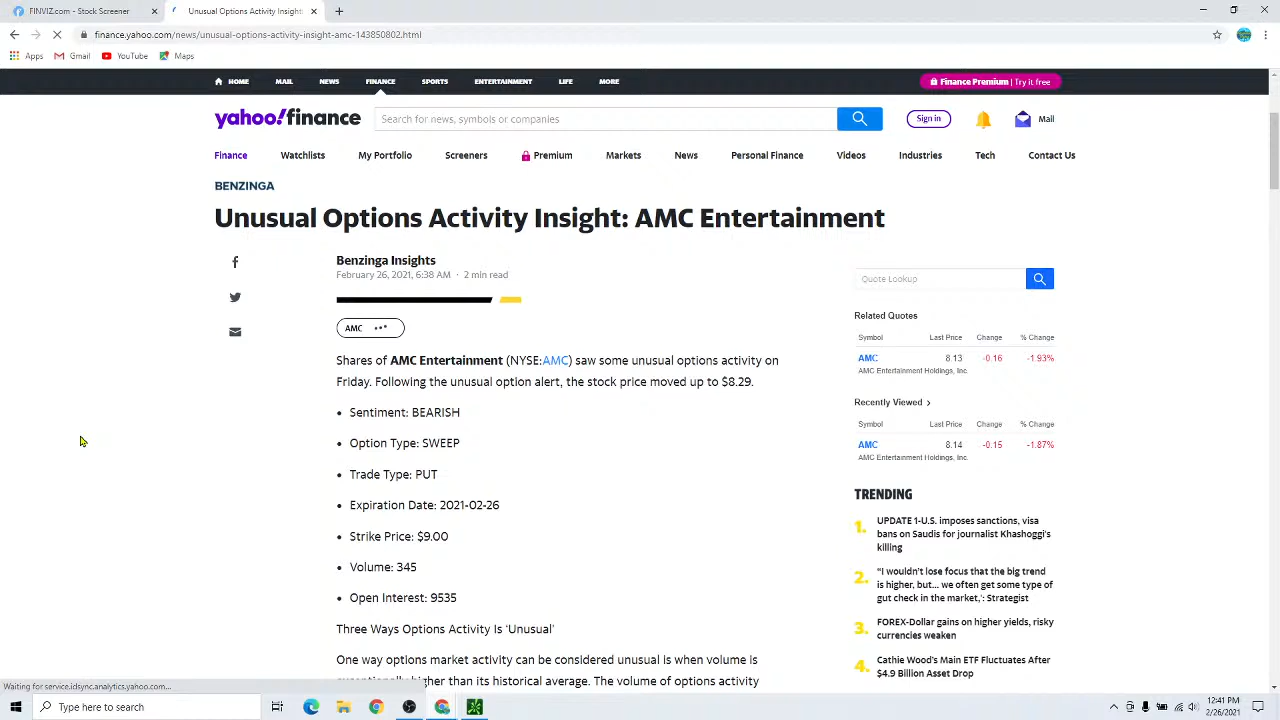 FINVIZ.com - Stock Screener
Unusual Options Activity Insight:
finance.yahoo.com/news/unusual-options-activity-insight-amc-143850802.html
Apps Gmail YouTube Maps
HOME MAIL NEWS FINANCE SPORTS ENTERTAINMENT LIFE MORE
Finance Premium | Try it free
yahoo!finance
Search for news, symbols or companies
Sign in
Mail
Finance Watchlists My Portfolio Screeners Premium Markets News Personal Finance Videos Industries Tech Contact Us
BENZINGA
Unusual Options Activity Insight: AMC Entertainment
Benzinga Insights
February 26, 2021, 6:38 AM · 2 min read
AMC
Shares of AMC Entertainment (NYSE:AMC) saw some unusual options activity on
Friday. Following the unusual option alert, the stock price moved up to $8.29.
• Sentiment: BEARISH
• Option Type: SWEEP
• Trade Type: PUT
• Expiration Date: 2021-02-26
• Strike Price: $9.00
• Volume: 345
• Open Interest: 9535
Three Ways Options Activity Is ‘Unusual’
One way options market activity can be considered unusual is when volume is
exceptionally higher than its historical average. The volume of options activity
Quote Lookup
Related Quotes
Symbol Last Price Change % Change
AMC 8.13 -0.16 -1.93%
AMC Entertainment Holdings, Inc.
Recently Viewed >
Symbol Last Price Change % Change
AMC 8.14 -0.15 -1.87%
AMC Entertainment Holdings, Inc.
TRENDING
1. UPDATE 1-U.S. imposes sanctions, visa
bans on Saudis for journalist Khashoggi's
killing
2. "I wouldn't lose focus that the big trend
is higher, but... we often get some type of
gut check in the market,': Strategist
3. FOREX-Dollar gains on higher yields, risky
currencies weaken
4. Cathie Wood's Main ETF Fluctuates After
$4.9 Billion Asset Drop
Waiting for service.idsync.analytics.yahoo.com...
Type here to search
12:41 PM
2/26/2021